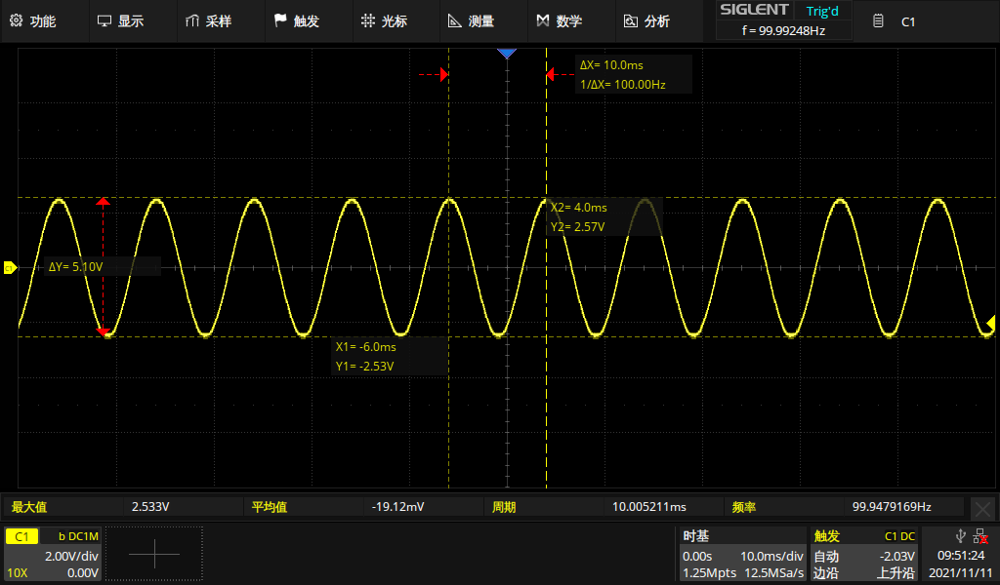 功能 显示 采样 触发 光标 测量 数学 分析 SIGLENT Trig'd C1
f = 99.99248Hz
ΔX= 10.0ms
1/ΔX= 100.00Hz
X2= 4.0ms
Y2= 2.57V
C1
ΔY= 5.10V
X1= -6.0ms
Y1= -2.53V
最大值 2.533V 平均值 -19.12mV 周期 10.005211ms 频率 99.9479169Hz
C1 b DC1M
2.00V/div
10X 0.00V
时基
0.00s 10.0ms/div
1.25Mpts 12.5MSa/s
触发 C1 DC
自动 -2.03V
边沿 上升沿
09:51:24
2021/11/11